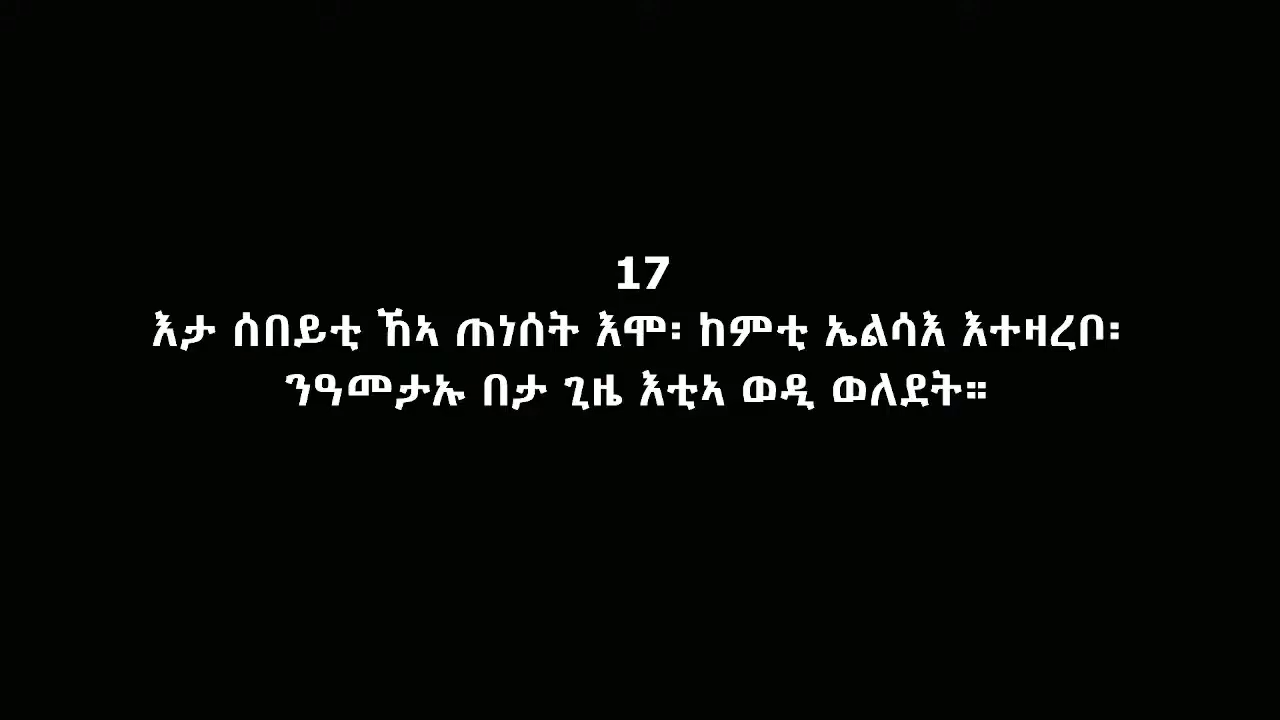 17
እታ ሰበይቲ ኸኣ ጠነሰት እሞ፡ ከምቲ ኤልሳእ እተዛረቦ፡
ንዓመታኡ በታ ጊዜ እቲኣ ወዲ ወለደት።